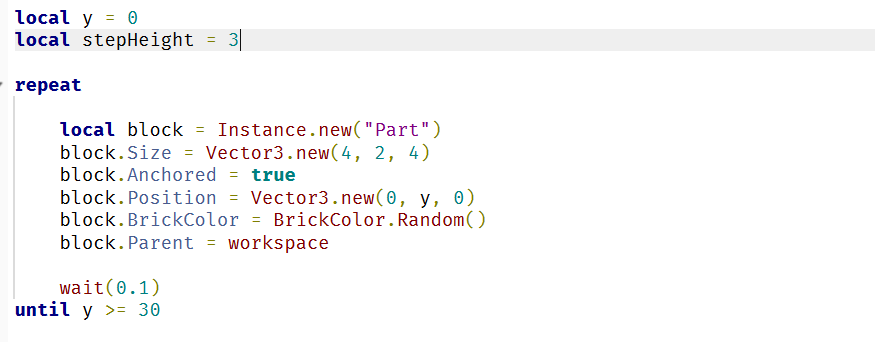 local y = 0
local stepHeight = 3
repeat
local block = Instance.new("Part")
block.Size = Vector3.new(4, 2, 4)
block.Anchored = true
block.Position = Vector3.new(0, y, 0)
block.BrickColor = BrickColor.Random()
block.Parent = workspace
wait(0.1)
until y >= 30